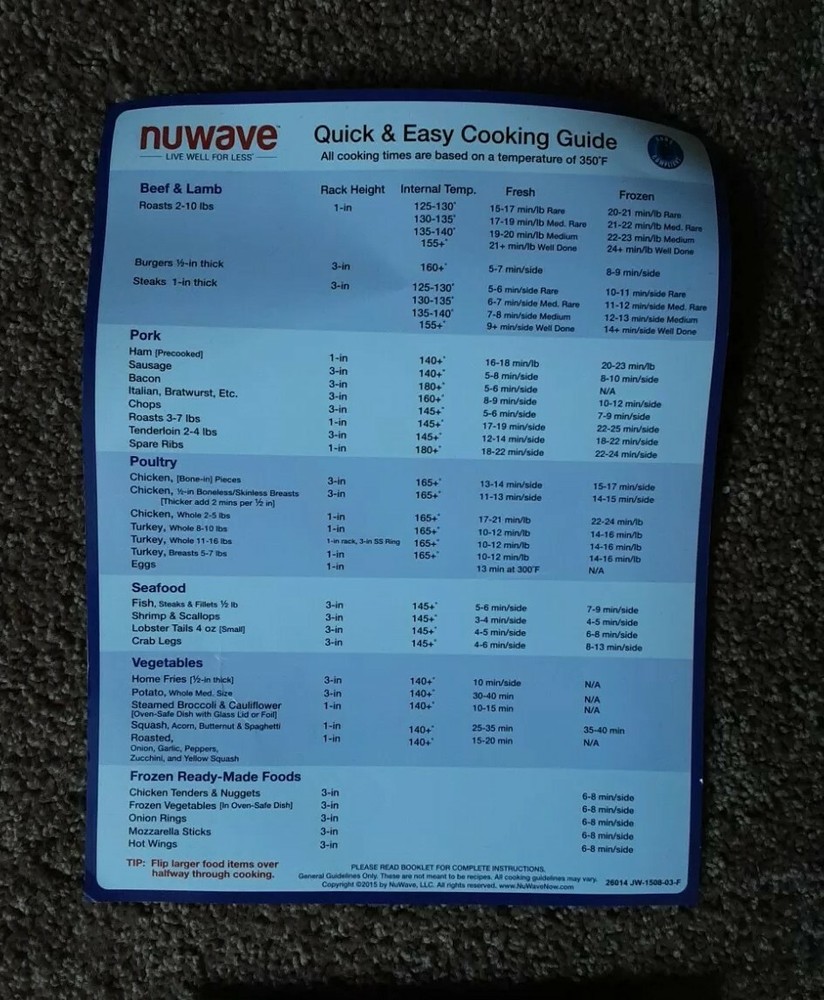 nuwave
LIVE WELL FOR LESS
Quick & Easy Cooking Guide
All cooking times are based on a temperature of 350°F
Beef & Lamb Rack Height Internal Temp. Fresh Frozen
Roasts 2-10 lbs 1-in 125-130° 15-17 min/lb Rare 20-21 min/lb Rare
130-135° 17-19 min/lb Med. Rare 21-22 min/lb Med. Rare
135-140° 19-20 min/lb Medium 22-23 min/lb Medium
155+° 21+ min/lb Well Done 24+ min/lb Well Done
Burgers ½-in thick 3-in 160+° 5-7 min/side 8-9 min/side
Steaks 1-in thick 3-in 125-130° 5-6 min/side Rare 10-11 min/side Rare
130-135° 6-7 min/side Med. Rare 11-12 min/side Med. Rare
135-140° 7-8 min/side Medium 12-13 min/side Medium
155+° 9+ min/side Well Done 14+ min/side Well Done
Pork
Ham [Precooked] 1-in 140+° 16-18 min/lb 20-23 min/lb
Sausage 3-in 140+° 5-8 min/side 8-10 min/side
Bacon 3-in 180+° 5-6 min/side N/A
Italian, Bratwurst, Etc. 3-in 160+° 8-9 min/side 10-12 min/side
Chops 3-in 145+° 5-6 min/side 7-9 min/side
Roasts 3-7 lbs 1-in 145+° 17-19 min/side 22-25 min/side
Tenderloin 2-4 lbs 3-in 145+° 12-14 min/side 18-22 min/side
Spare Ribs 1-in 180+° 18-22 min/side 22-24 min/side
Poultry
Chicken, [Bone-in] Pieces 3-in 165+° 13-14 min/side 15-17 min/side
Chicken, ½-in Boneless/Skinless Breasts 3-in 165+° 11-13 min/side 14-15 min/side
[Thicker add 2 mins per ½ in]
Chicken, Whole 2-5 lbs 1-in 165+° 17-21 min/lb 22-24 min/lb
Turkey, Whole 8-10 lbs 1-in 165+° 10-12 min/lb 14-16 min/lb
Turkey, Whole 11-16 lbs 1-in rack, 3-in SS Ring 165+° 10-12 min/lb 14-16 min/lb
Turkey, Breasts 5-7 lbs 1-in 165+° 10-12 min/lb 14-16 min/lb
Eggs 1-in 13 min at 300°F N/A
Seafood
Fish, Steaks & Fillets ½ lb 3-in 145+° 5-6 min/side 7-9 min/side
Shrimp & Scallops 3-in 145+° 3-4 min/side 4-5 min/side
Lobster Tails 4 oz [Small] 3-in 145+° 4-5 min/side 6-8 min/side
Crab Legs 3-in 145+° 4-6 min/side 8-13 min/side
Vegetables
Home Fries [½-in thick] 3-in 140+° 10 min/side N/A
Potato, Whole Med. Size 3-in 140+° 30-40 min N/A
Steamed Broccoli & Cauliflower 1-in 140+° 10-15 min N/A
[Oven-Safe Dish with Glass Lid or Foil]
Squash, Acorn, Butternut & Spaghetti 1-in 140+° 25-35 min 35-40 min
Roasted, 1-in 140+° 15-20 min N/A
Onion, Garlic, Peppers,
Zucchini, and Yellow Squash
Frozen Ready-Made Foods
Chicken Tenders & Nuggets 3-in 6-8 min/side
Frozen Vegetables [In Oven-Safe Dish] 3-in 6-8 min/side
Onion Rings 3-in 6-8 min/side
Mozzarella Sticks 3-in 6-8 min/side
Hot Wings 3-in 6-8 min/side
TIP: Flip larger food items over
halfway through cooking.
PLEASE READ BOOKLET FOR COMPLETE INSTRUCTIONS.
General Guidelines Only. These are not meant to be recipes. All cooking guidelines may vary.
Copyright ©2015 by NuWave, LLC. All rights reserved. www.NuWaveNow.com
26014 JW-1508-03-F